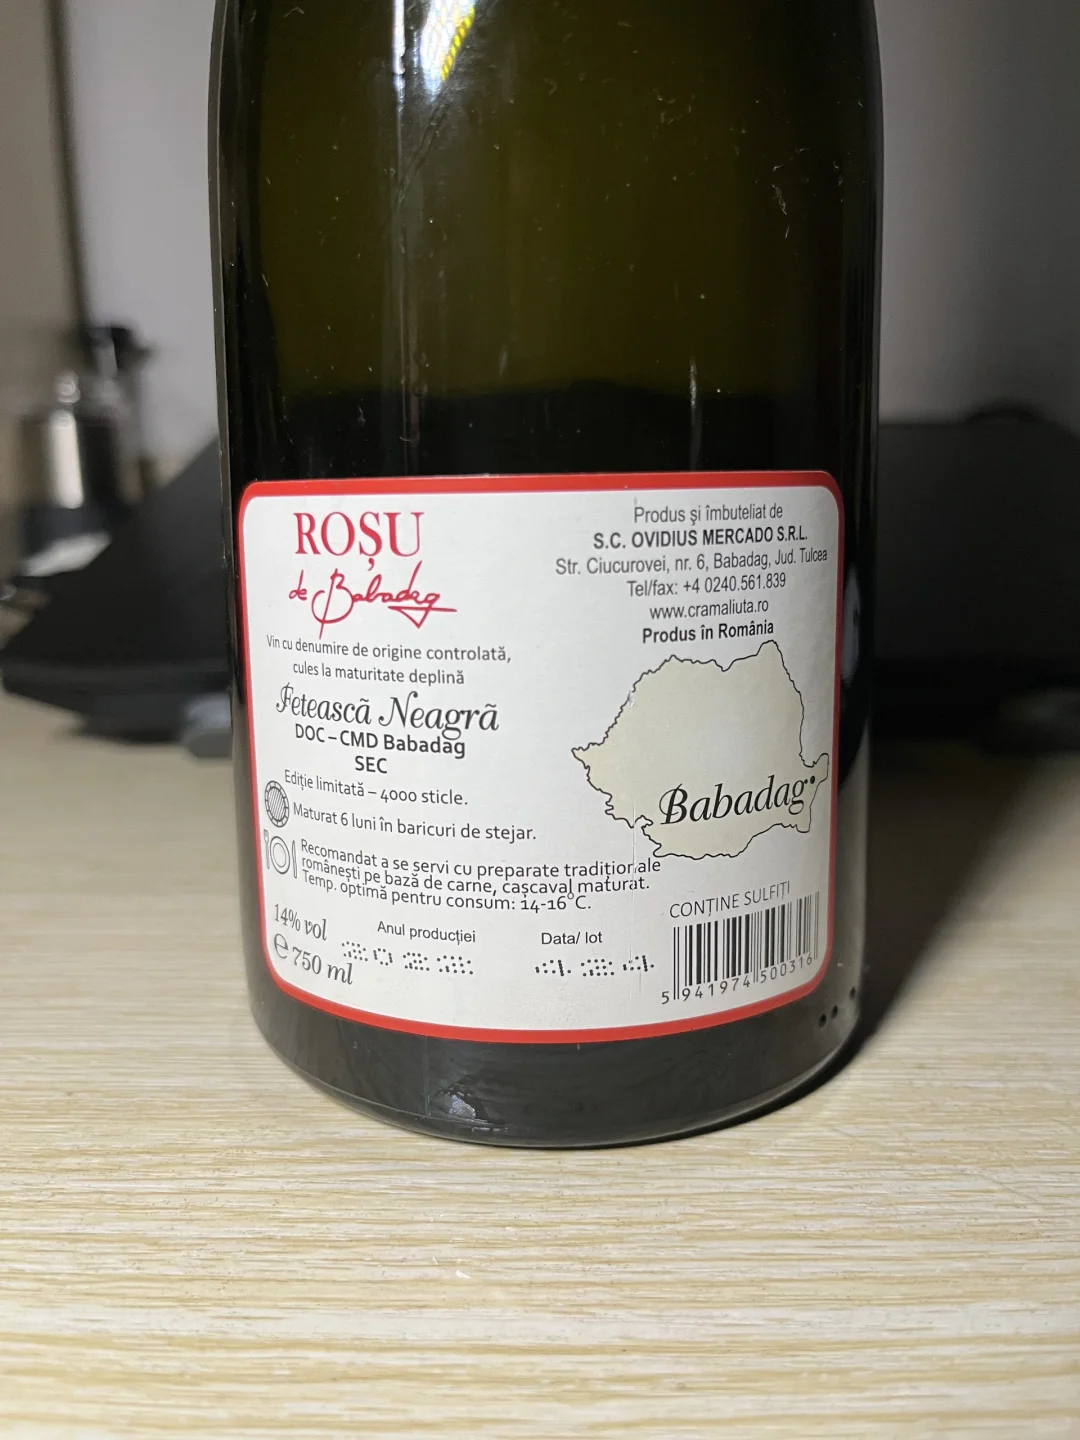 ROȘU
de Babadag
Vin cu denumire de origine controlată,
cules la maturitate deplină
Fetească Neagră
DOC – CMD Babadag
SEC
Ediție limitată – 4000 sticle.
Maturat 6 luni în baricuri de stejar.
Recomandat a se servi cu preparate tradiționale
românești pe bază de carne, cașcaval maturat.
Temp. optimă pentru consum: 14-16°C.
14% vol
℮ 750 ml
Anul producției
Data/ lot
Produs şi îmbuteliat de
S.C. OVIDIUS MERCADO S.R.L.
Str. Ciucurovei, nr. 6, Babadag, Jud. Tulcea
Tel/fax: +4 0240.561.839
www.cramaliuta.ro
Produs în România
Babadag
CONȚINE SULFIȚI
5 941974 500316